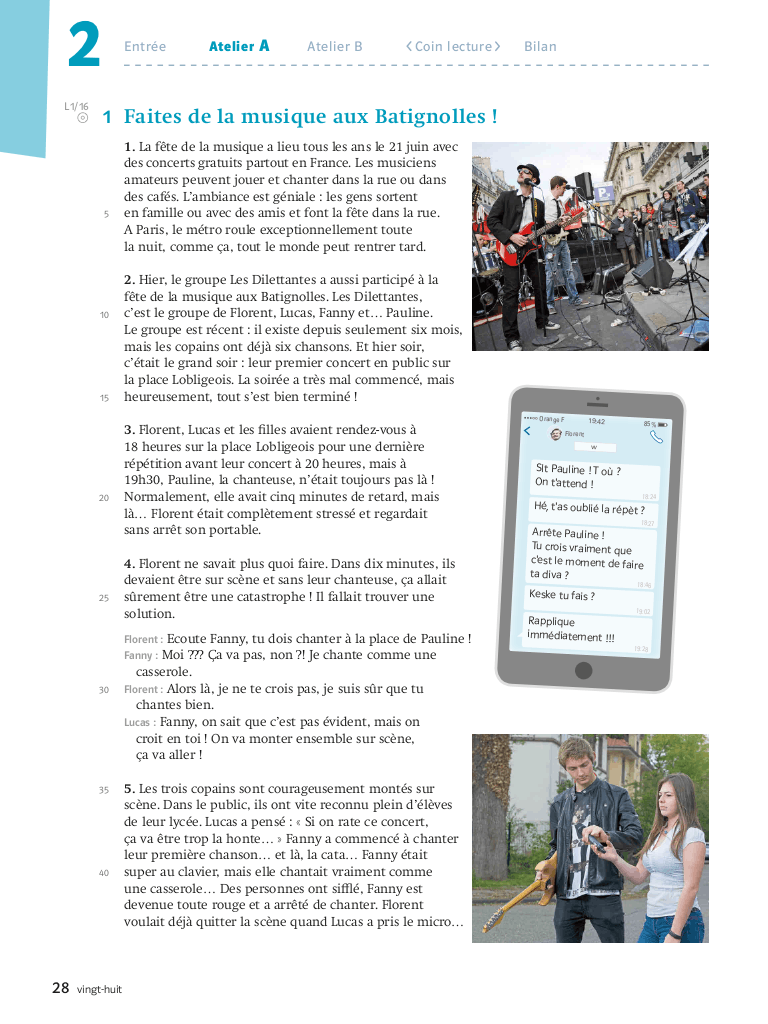 2
Entrée
Atelier A
Atelier B
‹ Coin lecture ›
Bilan
L1/16
1 Faites de la musique aux Batignolles !
1. La fête de la musique a lieu tous les ans le 21 juin avec
des concerts gratuits partout en France. Les musiciens
amateurs peuvent jouer et chanter dans la rue ou dans
des cafés. L'ambiance est géniale : les gens sortent
5 en famille ou avec des amis et font la fête dans la rue.
A Paris, le métro roule exceptionnellement toute
la nuit, comme ça, tout le monde peut rentrer tard.
2. Hier, le groupe Les Dilettantes a aussi participé à la
fête de la musique aux Batignolles. Les Dilettantes,
10 c'est le groupe de Florent, Lucas, Fanny et… Pauline.
Le groupe est récent : il existe depuis seulement six mois,
mais les copains ont déjà six chansons. Et hier soir,
c'était le grand soir : leur premier concert en public sur
la place Lobligeois. La soirée a très mal commencé, mais
15 heureusement, tout s'est bien terminé !
3. Florent, Lucas et les filles avaient rendez-vous à
18 heures sur la place Lobligeois pour une dernière
répétition avant leur concert à 20 heures, mais à
19h30, Pauline, la chanteuse, n'était toujours pas là !
20 Normalement, elle avait cinq minutes de retard, mais
là… Florent était complètement stressé et regardait
sans arrêt son portable.
4. Florent ne savait plus quoi faire. Dans dix minutes, ils
devaient être sur scène et sans leur chanteuse, ça allait
25 sûrement être une catastrophe ! Il fallait trouver une
solution.
Florent : Ecoute Fanny, tu dois chanter à la place de Pauline !
Fanny : Moi ??? Ça va pas, non ?! Je chante comme une
casserole.
30 Florent : Alors là, je ne te crois pas, je suis sûr que tu
chantes bien.
Lucas : Fanny, on sait que c'est pas évident, mais on
croit en toi ! On va monter ensemble sur scène,
ça va aller !
35 5. Les trois copains sont courageusement montés sur
scène. Dans le public, ils ont vite reconnu plein d'élèves
de leur lycée. Lucas a pensé : « Si on rate ce concert,
ça va être trop la honte… » Fanny a commencé à chanter
leur première chanson… et là, la cata… Fanny était
40 super au clavier, mais elle chantait vraiment comme
une casserole… Des personnes ont sifflé, Fanny est
devenue toute rouge et a arrêté de chanter. Florent
voulait déjà quitter la scène quand Lucas a pris le micro…
P
Orange F 19:42 85 %
Florent
Slt Pauline ! T où ?
On t'attend !
Hé, t'as oublié la répèt ?
Arrête Pauline !
Tu crois vraiment que
c'est le moment de faire
ta diva ?
Keske tu fais ?
Rapplique
immédiatement !!!
28 vingt-huit